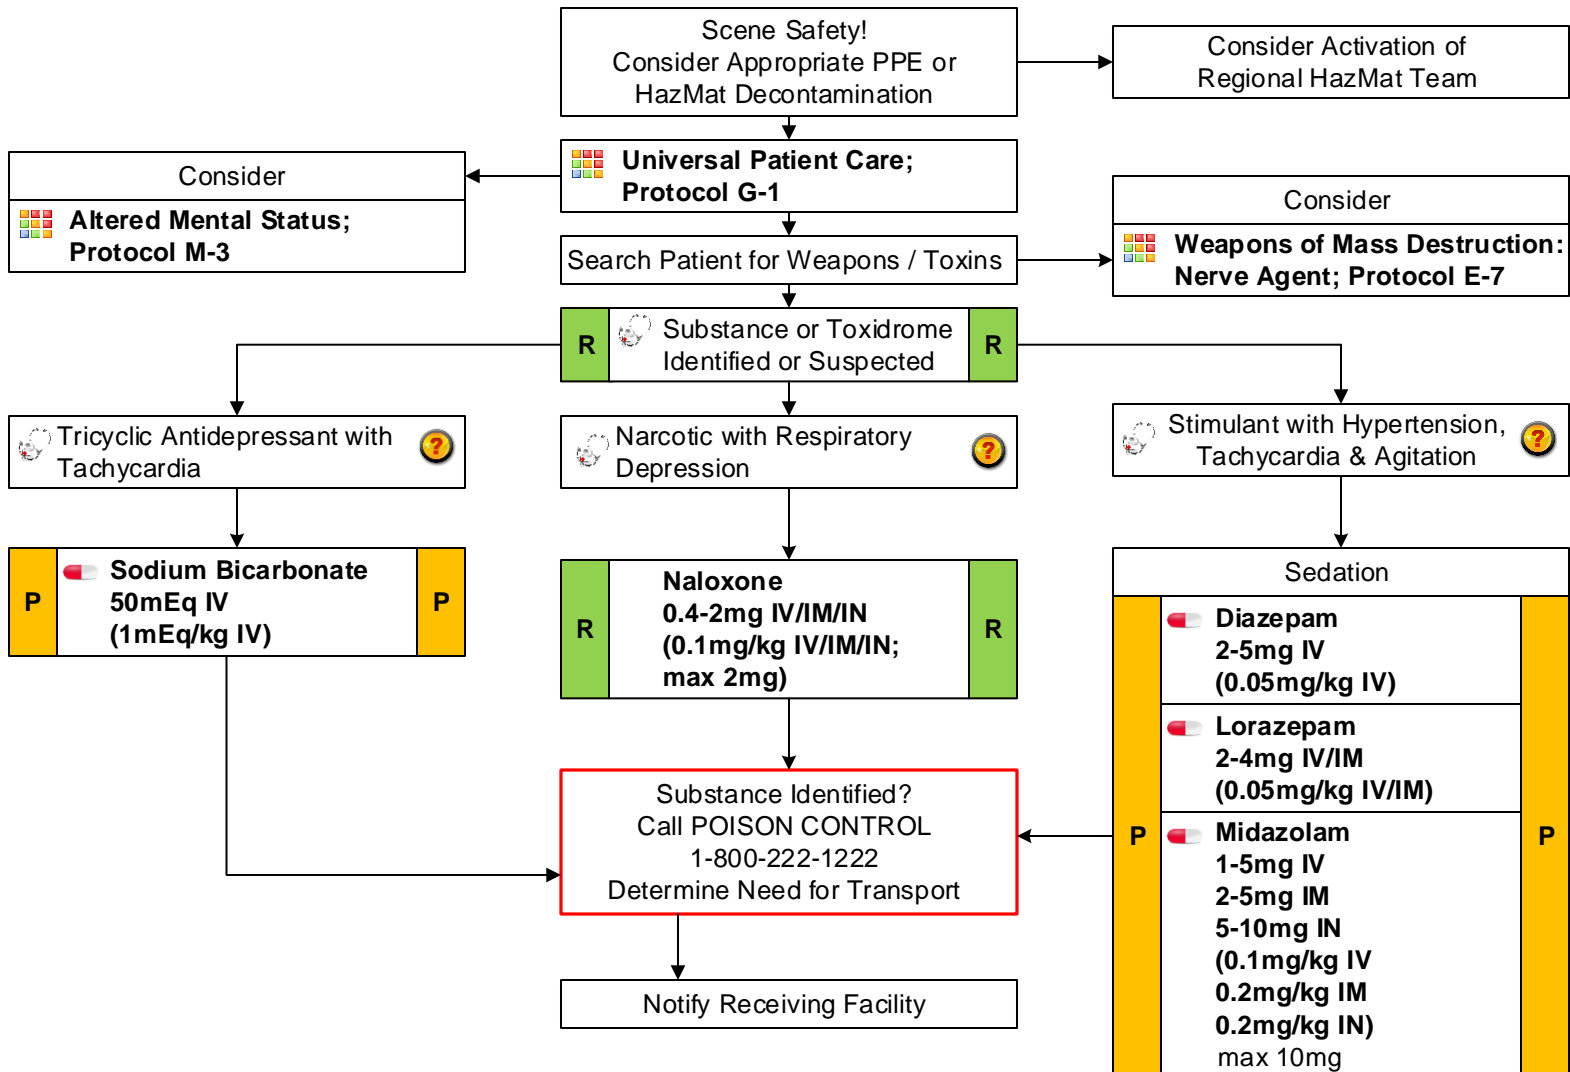 Scene Safety!
Consider Appropriate PPE or
HazMat Decontamination
Consider Activation of
Regional HazMat Team
Universal Patient Care;
Protocol G-1
Consider
Altered Mental Status;
Protocol M-3
Consider
Weapons of Mass Destruction:
Nerve Agent; Protocol E-7
Search Patient for Weapons / Toxins
R
Substance or Toxidrome
Identified or Suspected
R
Tricyclic Antidepressant with
Tachycardia
?
Narcotic with Respiratory
Depression
?
Stimulant with Hypertension,
Tachycardia & Agitation
?
P
Sodium Bicarbonate
50mEq IV
(1mEq/kg IV)
P
R
Naloxone
0.4-2mg IV/IM/IN
(0.1mg/kg IV/IM/IN;
max 2mg)
R
Sedation
P
Diazepam
2-5mg IV
(0.05mg/kg IV)
Lorazepam
2-4mg IV/IM
(0.05mg/kg IV/IM)
Midazolam
1-5mg IV
2-5mg IM
5-10mg IN
(0.1mg/kg IV
0.2mg/kg IM
0.2mg/kg IN)
max 10mg
P
Substance Identified?
Call POISON CONTROL
1-800-222-1222
Determine Need for Transport
Notify Receiving Facility